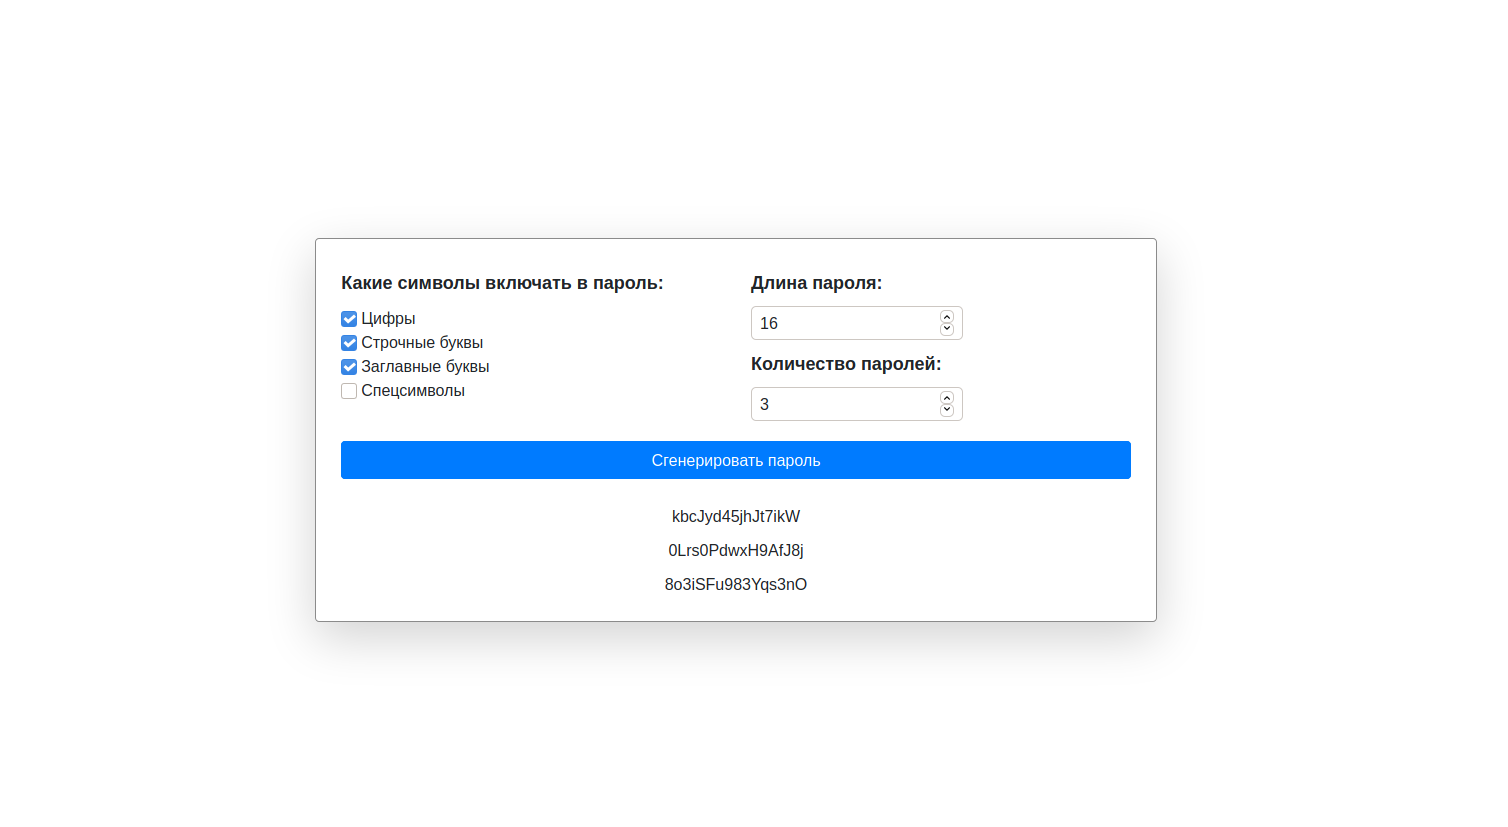 Какие символы включать в пароль:
Цифры
Строчные буквы
Заглавные буквы
Спецсимволы
Длина пароля:
16
Количество паролей:
3
Сгенерировать пароль
kbcJyd45jhJt7ikW
0Lrs0PdwxH9AfJ8j
8o3iSFu983Yqs3nO